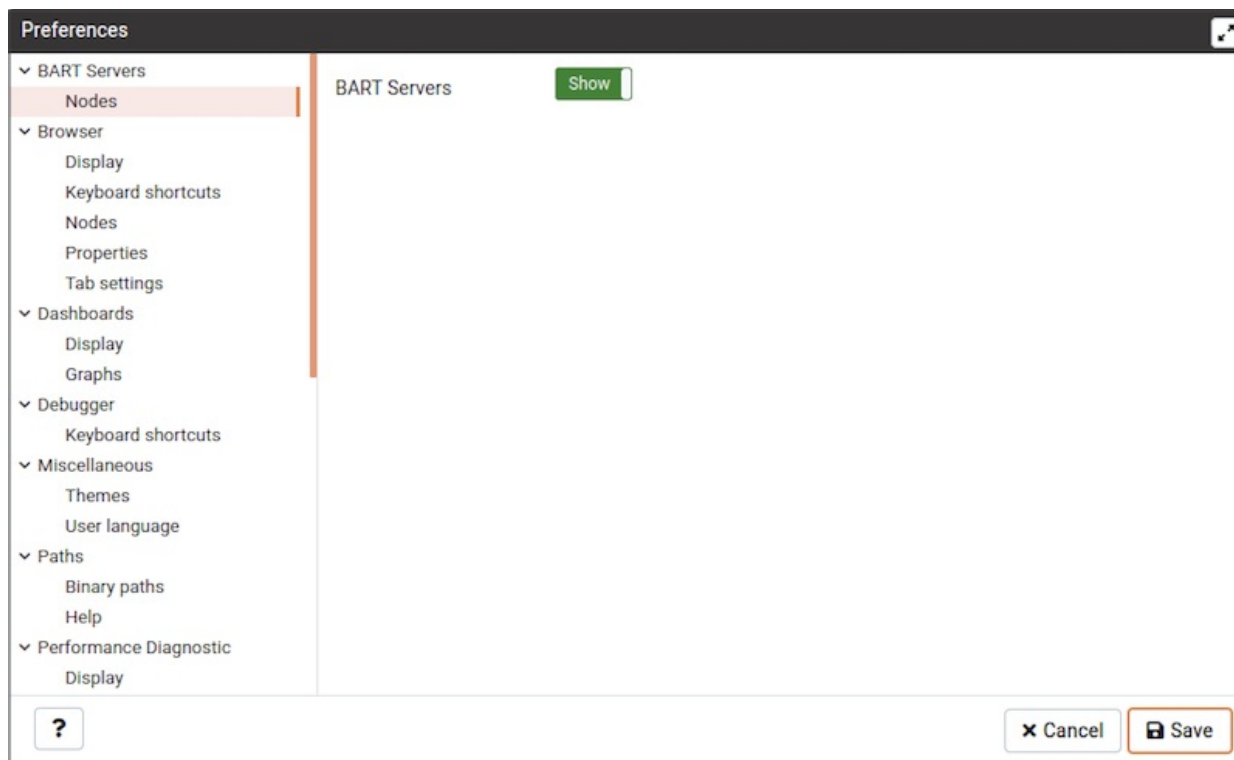 Preferences
BART Servers
Nodes
Browser
Display
Keyboard shortcuts
Nodes
Properties
Tab settings
Dashboards
Display
Graphs
Debugger
Keyboard shortcuts
Miscellaneous
Themes
User language
Paths
Binary paths
Help
Performance Diagnostic
Display
BART Servers Show
? Cancel Save